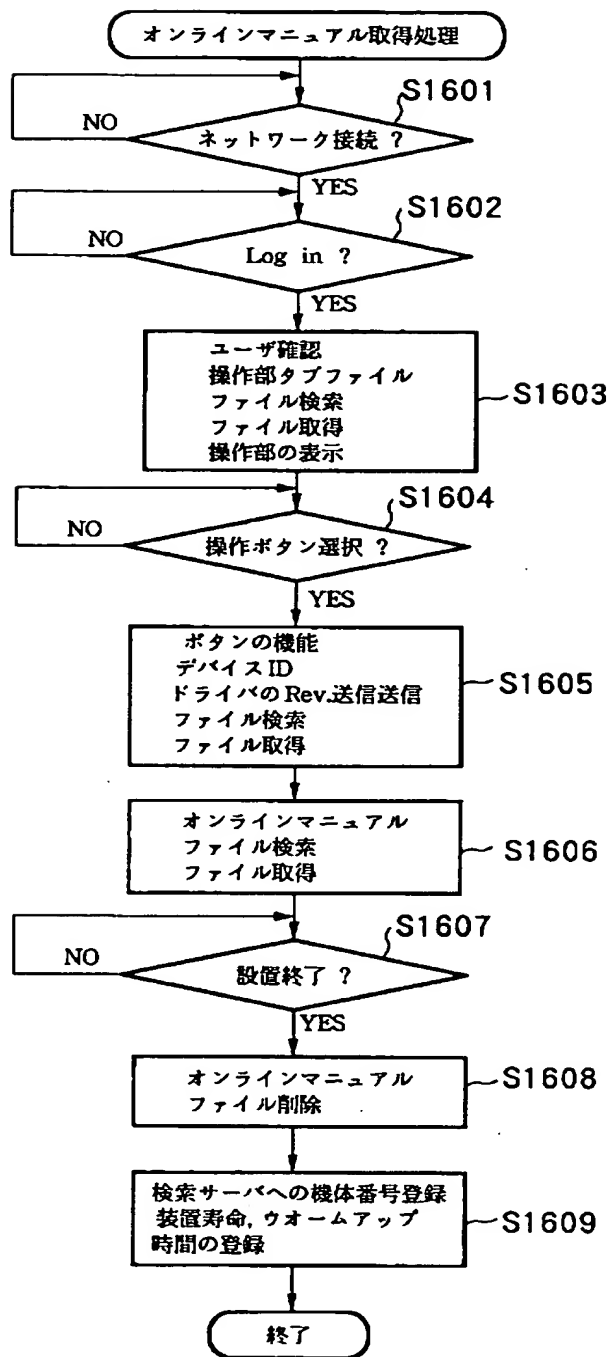 オンラインマニュアル取得処理
S1601
NO
ネットワーク接続 ?
YES
S1602
NO
Log in ?
YES
ユーザ確認
操作部タブファイル
ファイル検索
ファイル取得
操作部の表示
S1603
S1604
NO
操作ボタン選択 ?
YES
ボタンの機能
デバイスID
ドライバのRev.送信送信
ファイル検索
ファイル取得
S1605
オンラインマニュアル
ファイル検索
ファイル取得
S1606
S1607
NO
設置終了 ?
YES
オンラインマニュアル
ファイル削除
S1608
検索サーバへの機体番号登録
装置寿命,ウオームアップ
時間の登録
S1609
終了